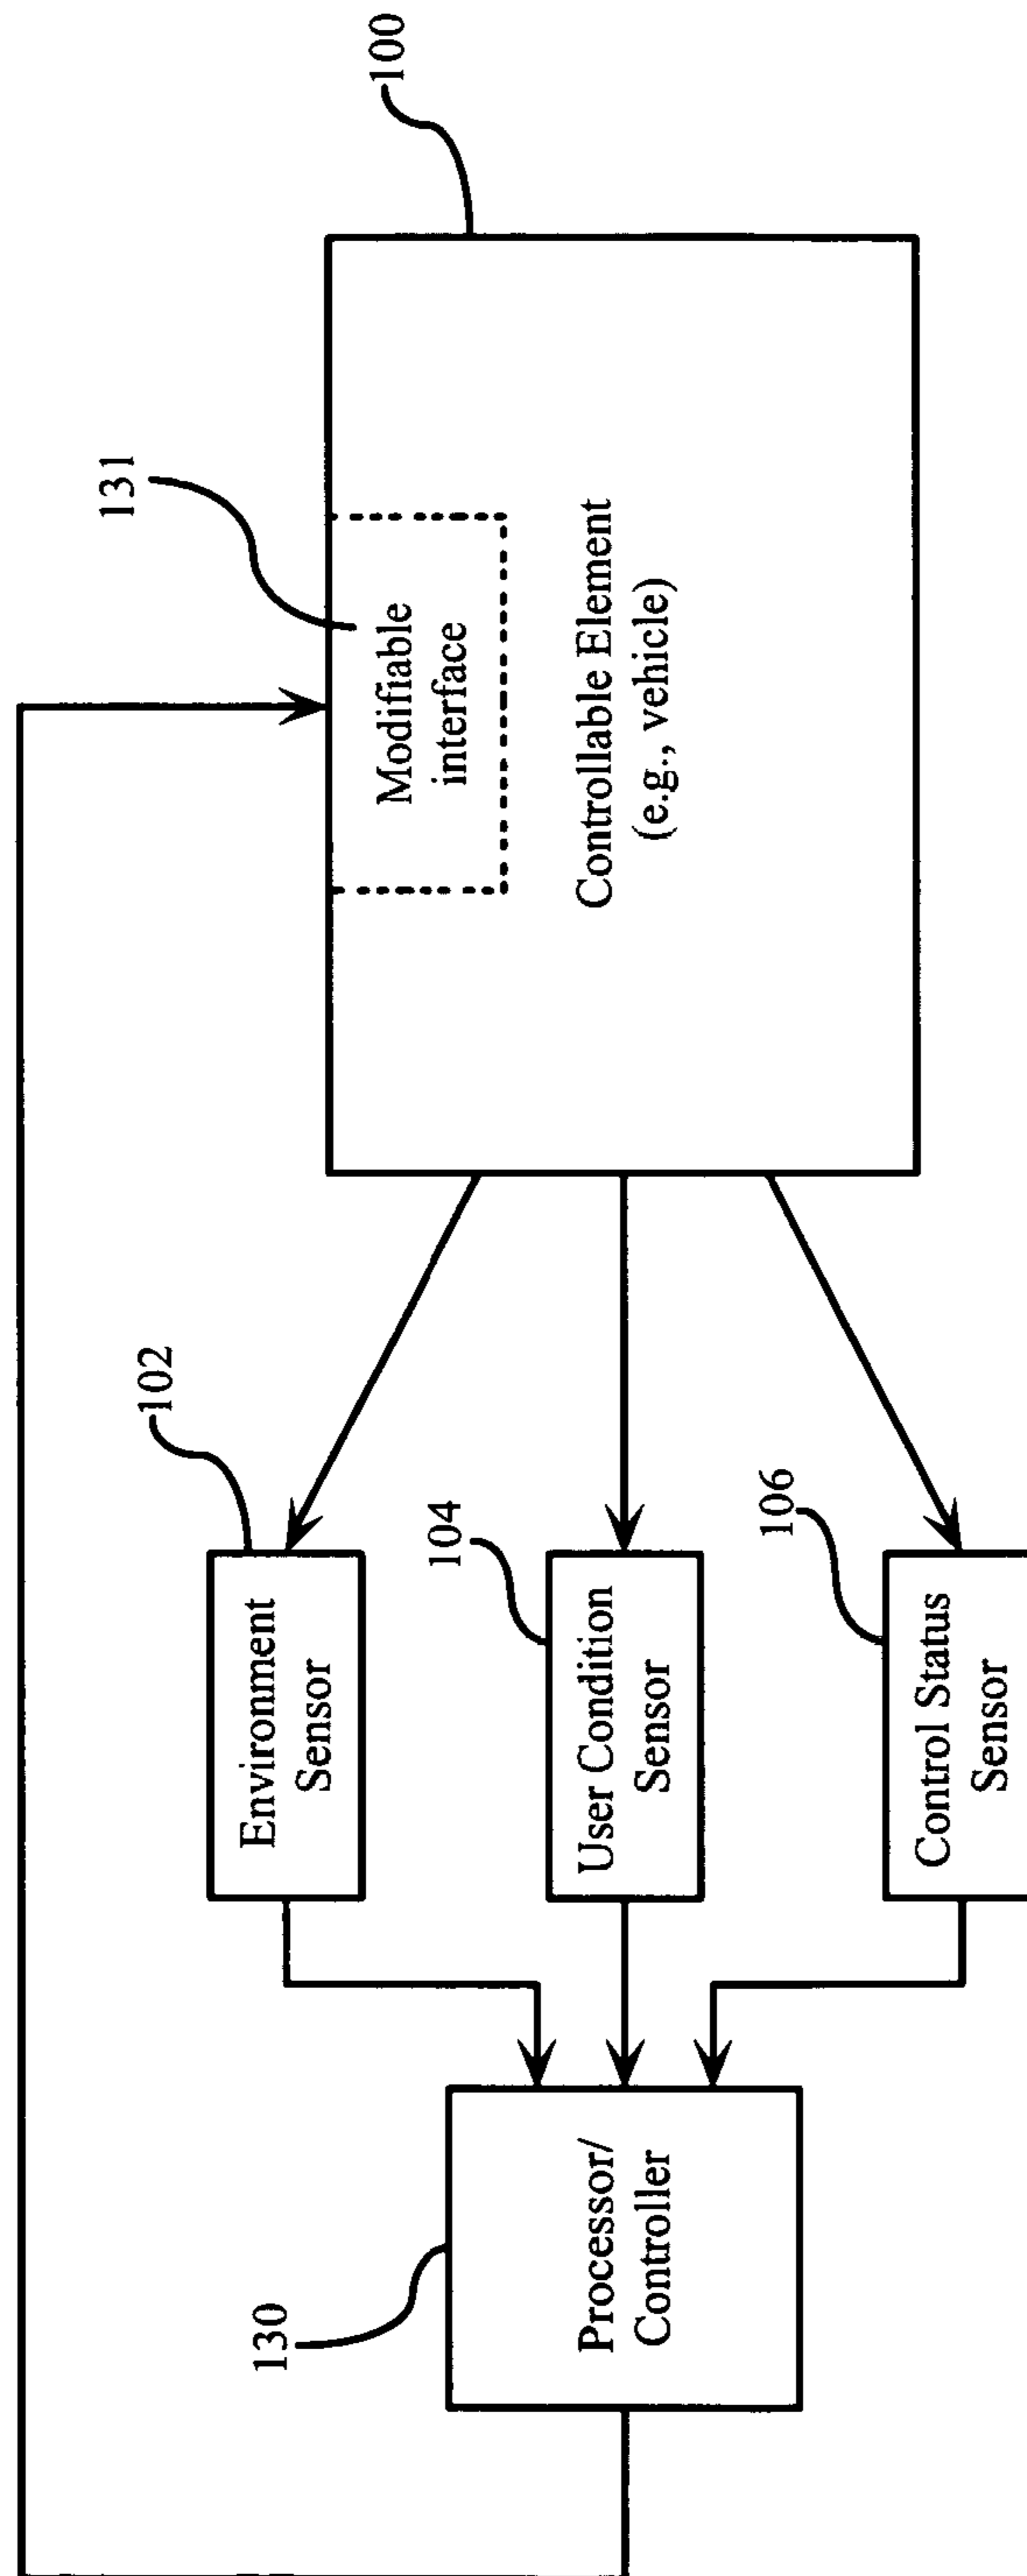 100
131
Modifiable
interface
Controllable Element
(e.g., vehicle)
102
Environment
Sensor
104
User Condition
Sensor
106
Control Status
Sensor
130
Processor/
Controller